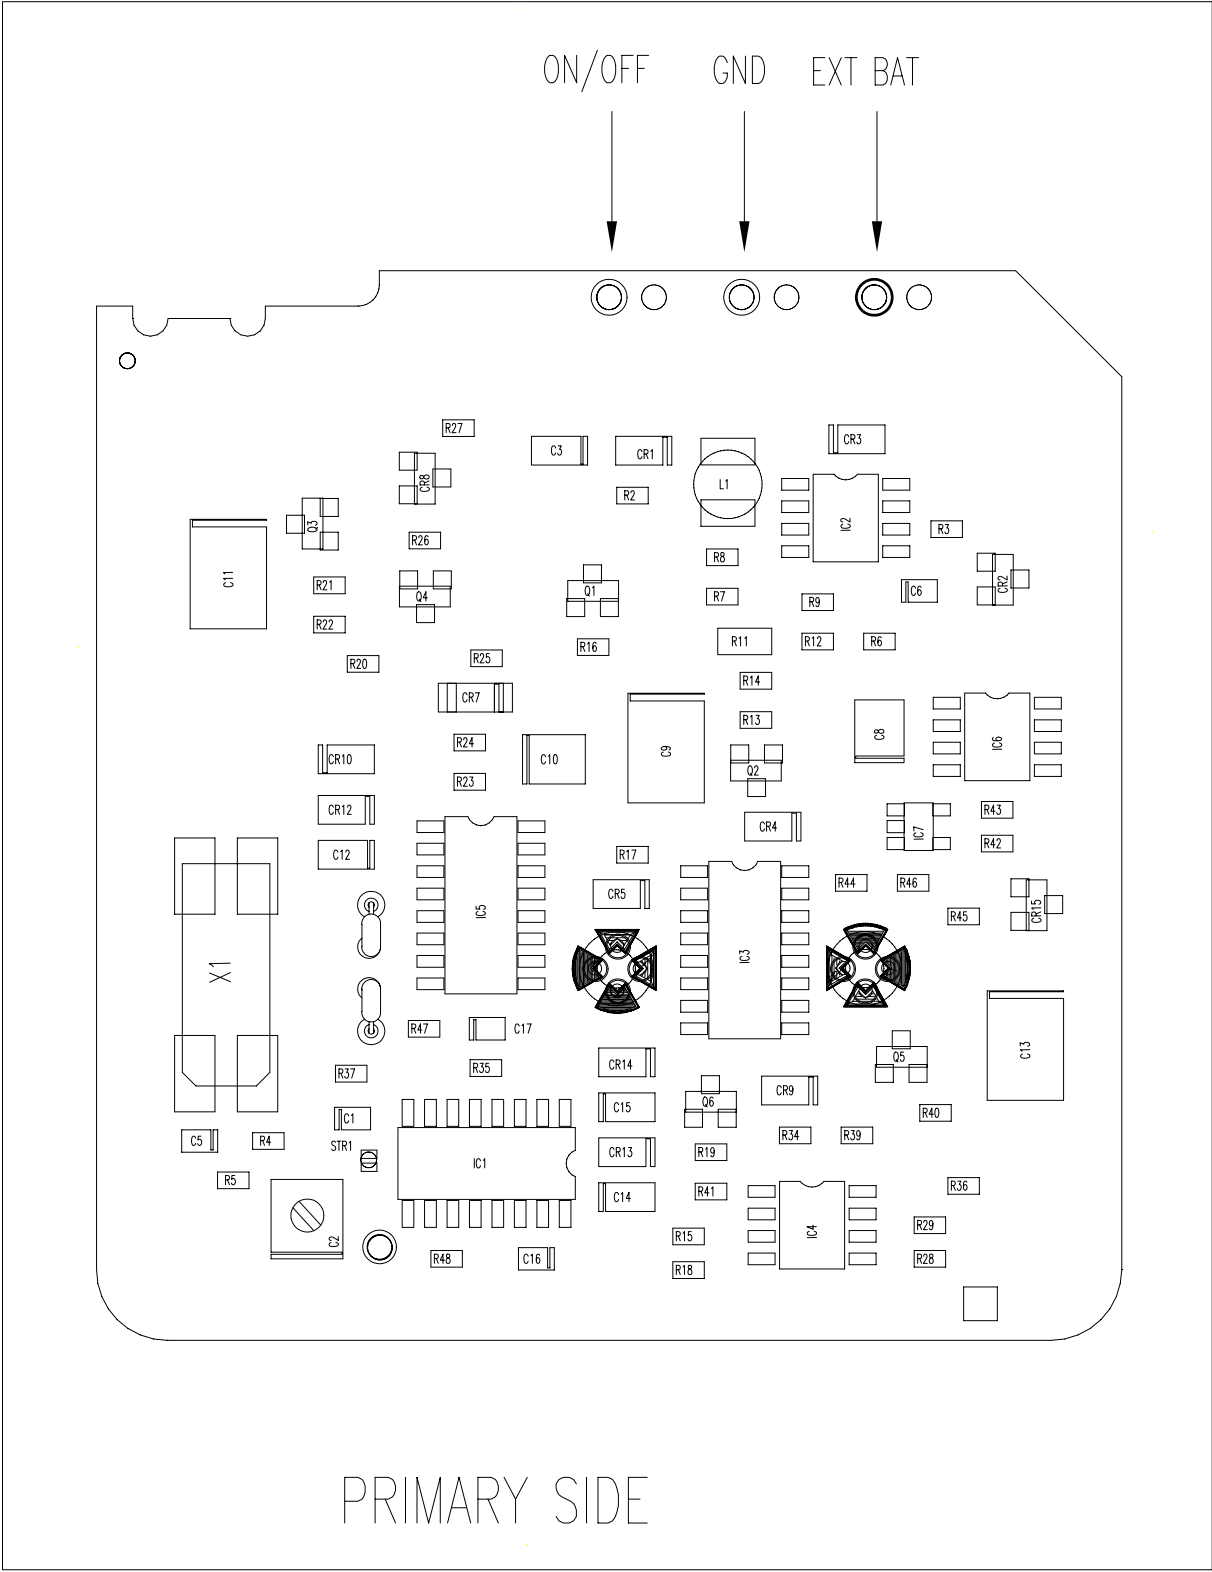 ON/OFF GND EXT BAT
R27
C3 CR1 CR3
CR8 L1
R2
Q3 IC2 R3
R26
C11 R8
R21 Q4 Q1 R7 C6 CR2
R9
R22 R16 R11 R12 R6
R20 R25
R14
CR7
R13
R24 C9 C8 IC6
CR10 C10
R23 Q2
CR12 R43
CR4 IC7
C12 R17 R42
R44 R46
CR5
IC5 R45 CR15
X1 IC3
R47 C17
C13
Q5
R37 R35 CR14
CR9
C1 C15 Q6 R40
C5 R4 R34 R39
STR1
CR13 R19
IC1
R5 R36
C14 R41
R29
C2 R15 IC4
R48 C16 R18 R28
PRIMARY SIDE